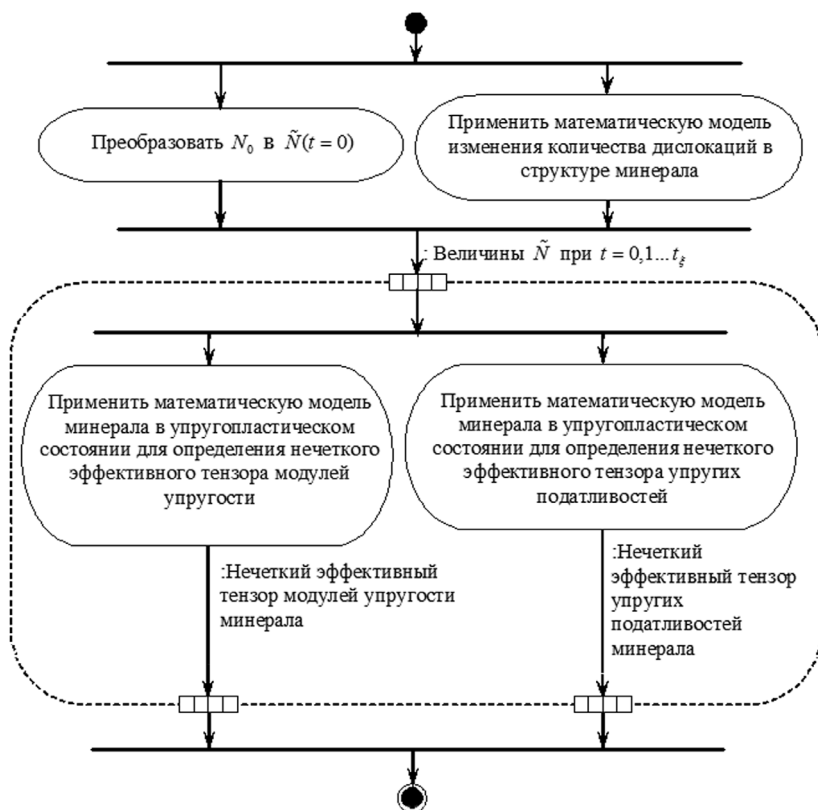 Преобразовать N₀ в Ñ(t = 0)
Применить математическую модель
изменения количества дислокаций в
структуре минерала
: Величины Ñ при t = 0,1...t_ξ
Применить математическую модель
минерала в упругопластическом
состоянии для определения нечеткого
эффективного тензора модулей
упругости
Применить математическую модель
минерала в упругопластическом
состоянии для определения нечеткого
эффективного тензора упругих
податливостей
:Нечеткий эффективный
тензор модулей упругости
минерала
:Нечеткий
эффективный тензор
упругих
податливостей
минерала